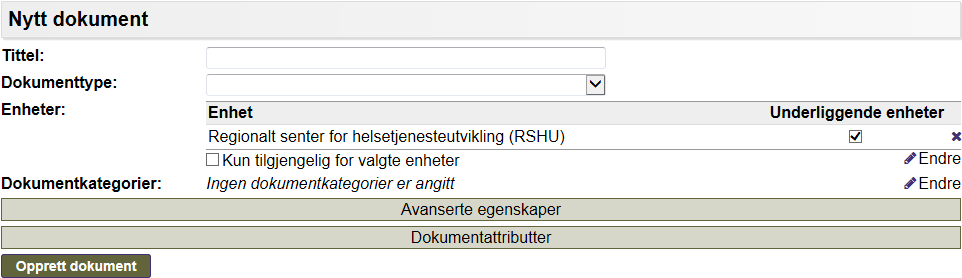 Nytt dokument
Tittel:
Dokumenttype:
Enheter: Enhet Underliggende enheter
Regionalt senter for helsetjenesteutvikling (RSHU)
Kun tilgjengelig for valgte enheter Endre
Dokumentkategorier: Ingen dokumentkategorier er angitt Endre
Avanserte egenskaper
Dokumentattributter
Opprett dokument